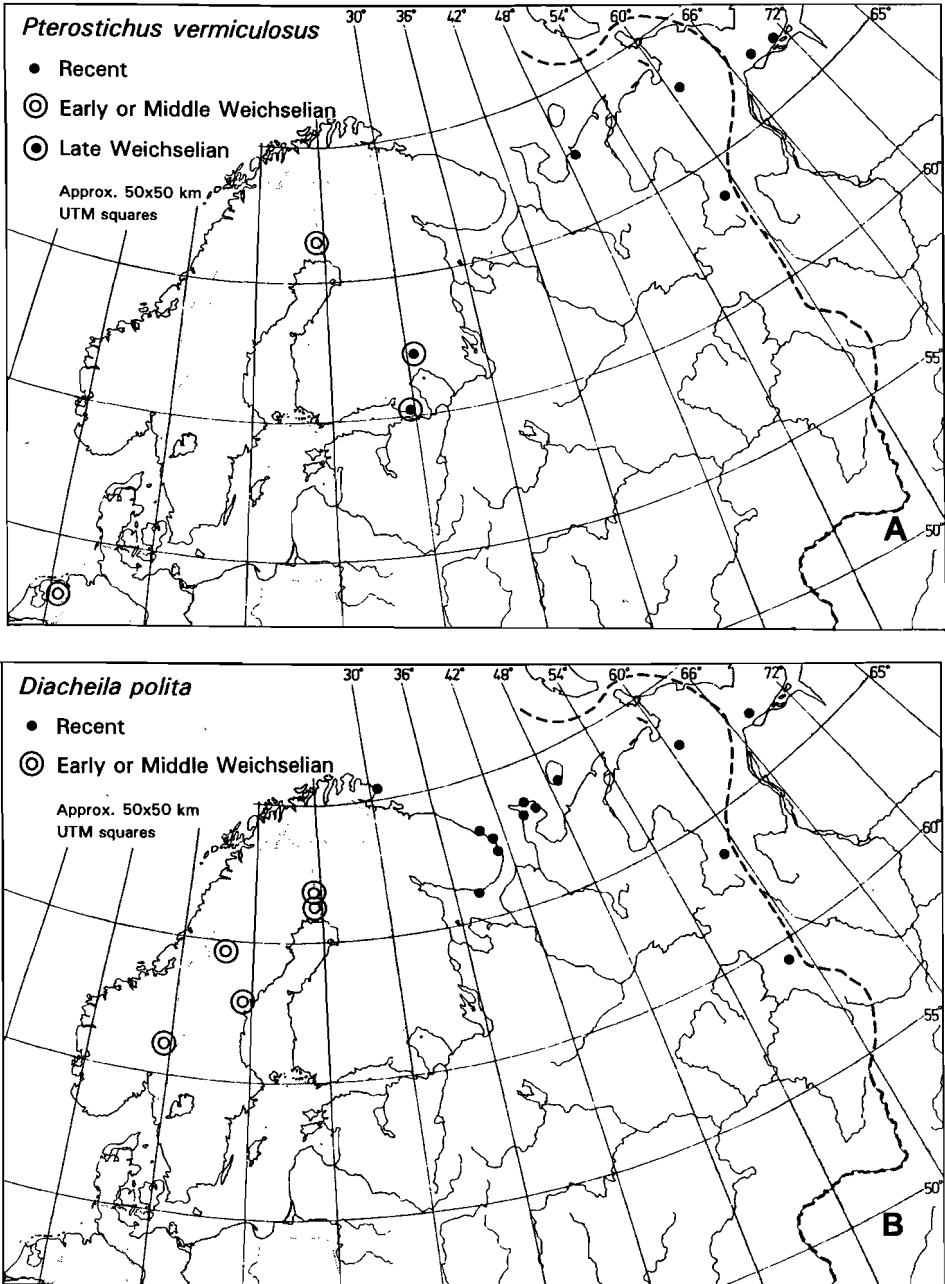 Pterostichus vermiculosus
Recent
Early or Middle Weichselian
Late Weichselian
Approx. 50x50 km
UTM squares
30° 36° 42° 48° 54° 60° 66° 72° 65°
60°
55°
50°
A
Diacheila polita
Recent
Early or Middle Weichselian
Approx. 50x50 km
UTM squares
30° 36° 42° 48° 54° 60° 66° 72° 65°
60°
55°
50°
B